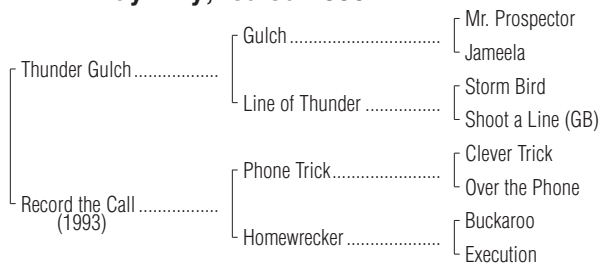 Gulch
Mr. Prospector
Jameela
Thunder Gulch
Line of Thunder
Storm Bird
Shoot a Line (GB)
Phone Trick
Clever Trick
Over the Phone
Record the Call
(1993)
Homewrecker
Buckaroo
Execution